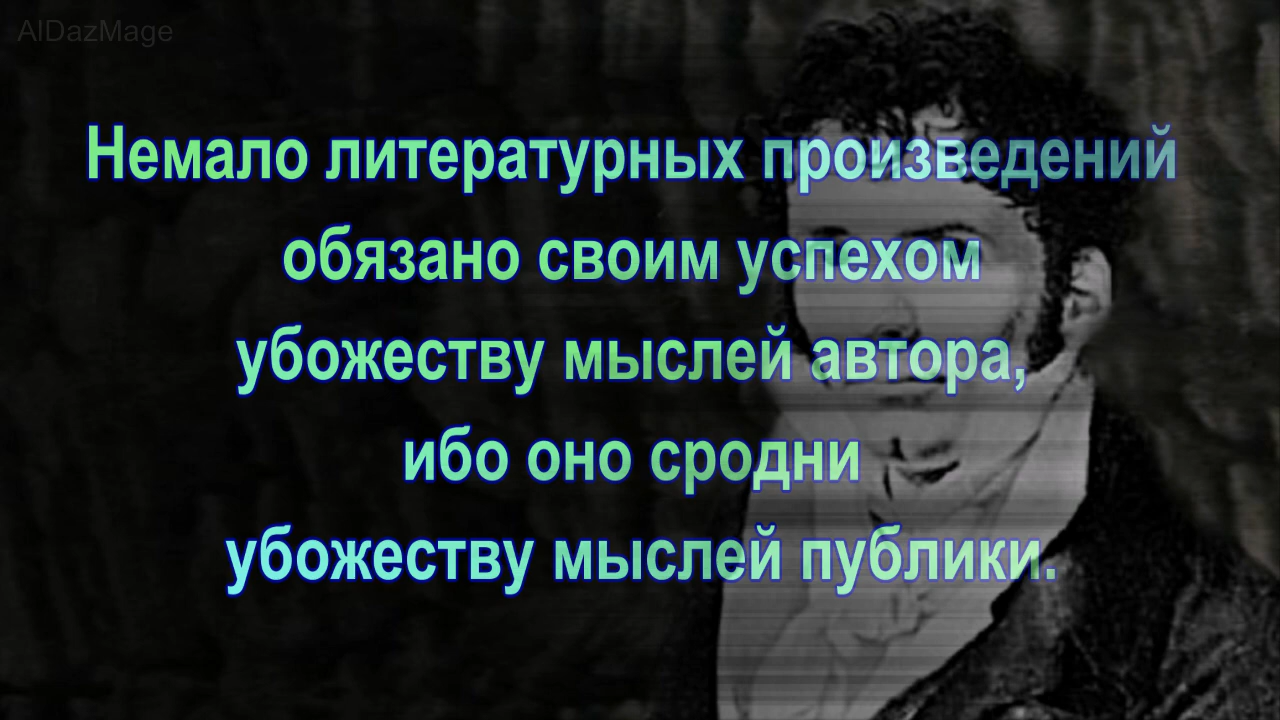 AlDazMage
Немало литературных произведений
обязано своим успехом
убожеству мыслей автора,
ибо оно сродни
убожеству мыслей публики.